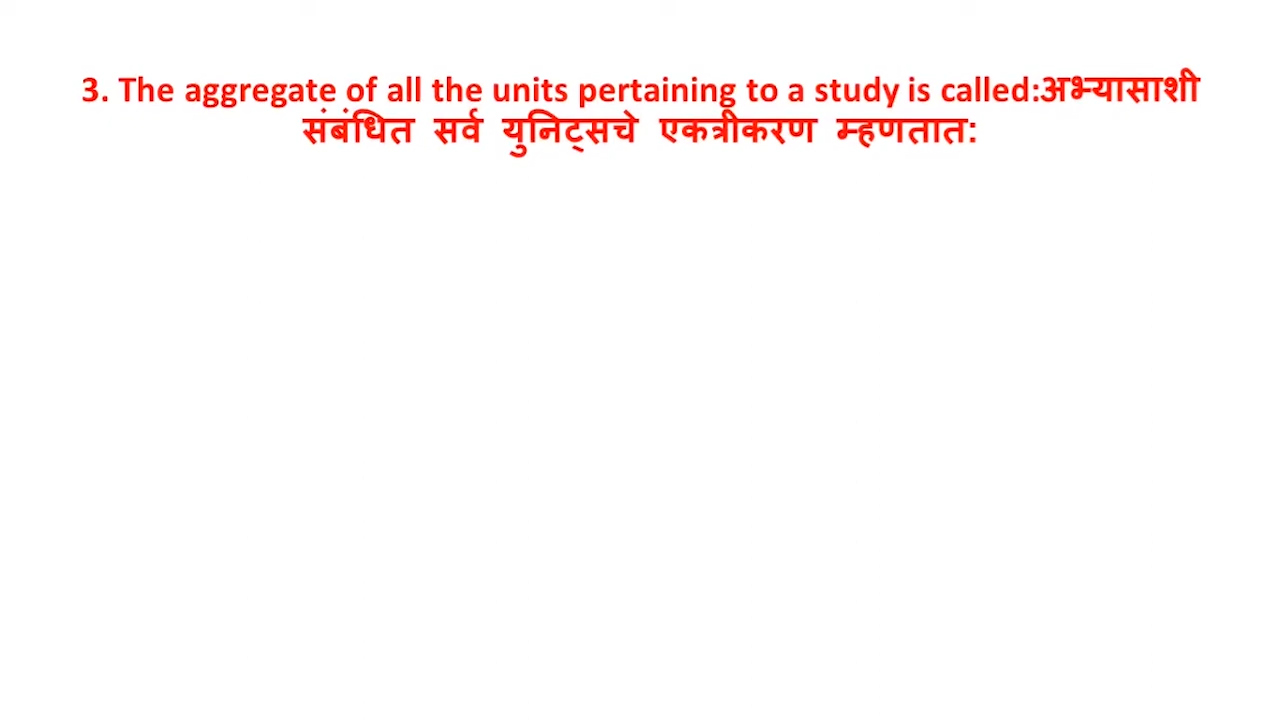 3. The aggregate of all the units pertaining to a study is called:अभ्यासाशी
संबंधित सर्व युनिट्सचे एकत्रीकरण म्हणतात: